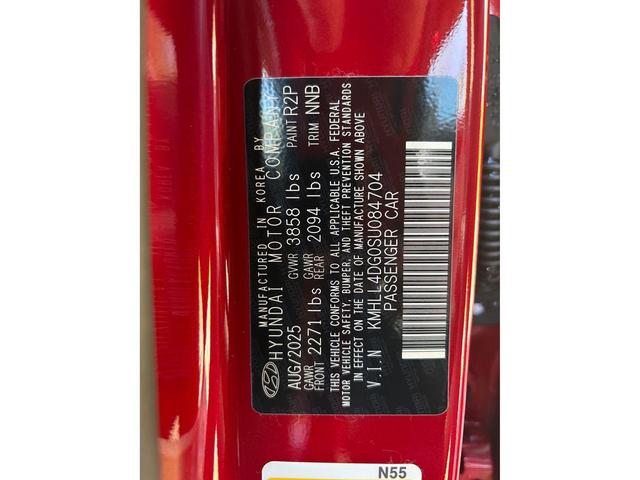 MANUFACTURED IN KOREA BY
HYUNDAI MOTOR COMPANY
AUG/2025 GVWR 3858 lbs PAINT R2P
GAWR FRONT 2271 lbs GAWR REAR 2094 lbs TRIM NNB
THIS VEHICLE CONFORMS TO ALL APPLICABLE U.S.A. FEDERAL
MOTOR VEHICLE SAFETY, BUMPER, AND THEFT PREVENTION STANDARDS
IN EFFECT ON THE DATE OF MANUFACTURE SHOWN ABOVE
V.I.N KMHLL4DG0SU084704
PASSENGER CAR
N55